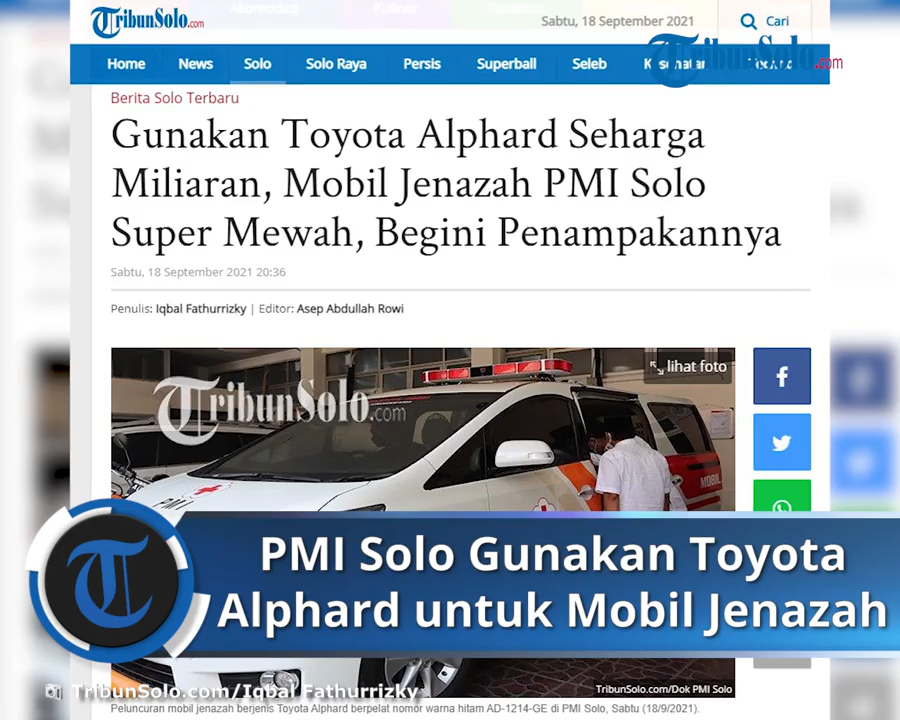 TribunSolo.com
Sabtu, 18 September 2021
Cari
Home News Solo Solo Raya Persis Superball Seleb
TribunSolo.com
Berita Solo Terbaru
Gunakan Toyota Alphard Seharga
Miliaran, Mobil Jenazah PMI Solo
Super Mewah, Begini Penampakannya
Sabtu, 18 September 2021 20:36
Penulis: Iqbal Fathurrizky | Editor: Asep Abdullah Rowi
lihat foto
TribunSolo.com
PMI
MOBIL
PMI Solo Gunakan Toyota
Alphard untuk Mobil Jenazah
TribunSolo.com/Iqbal Fathurrizky
TribunSolo.com/Dok PMI Solo
Peluncuran mobil jenazah berjenis Toyota Alphard berpelat nomor warna hitam AD-1214-GE di PMI Solo, Sabtu (18/9/2021).